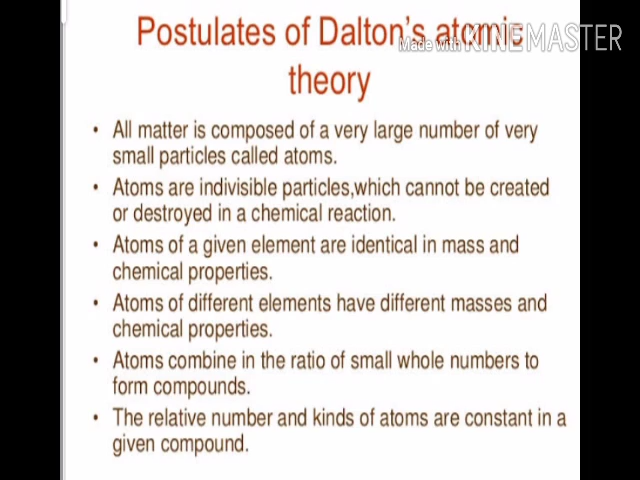 Postulates of Dalton's atomic
Made with KINEMASTER
theory
• All matter is composed of a very large number of very
small particles called atoms.
• Atoms are indivisible particles,which cannot be created
or destroyed in a chemical reaction.
• Atoms of a given element are identical in mass and
chemical properties.
• Atoms of different elements have different masses and
chemical properties.
• Atoms combine in the ratio of small whole numbers to
form compounds.
• The relative number and kinds of atoms are constant in a
given compound.